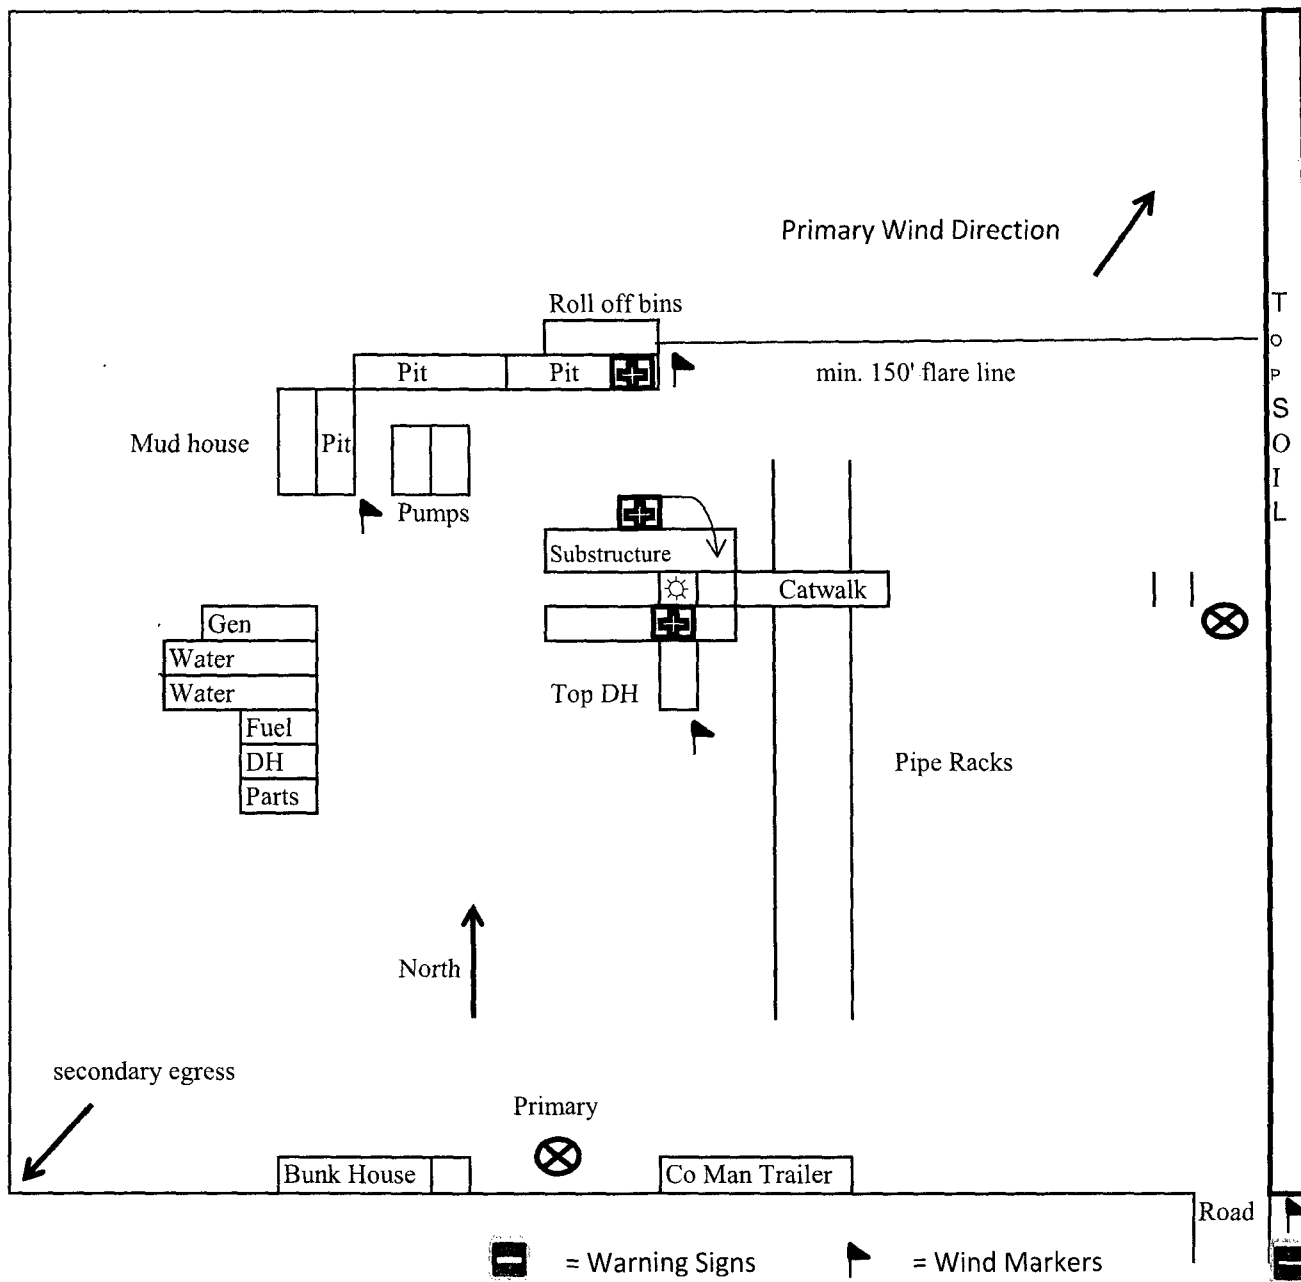 Primary Wind Direction
Roll off bins
Pit
Pit
min. 150' flare line
Mud house
Pit
Pumps
Substructure
Catwalk
Gen
Water
Water
Fuel
DH
Parts
Top DH
Pipe Racks
TOPSOIL
North
secondary egress
Primary
Bunk House
Co Man Trailer
Road
= Warning Signs
= Wind Markers